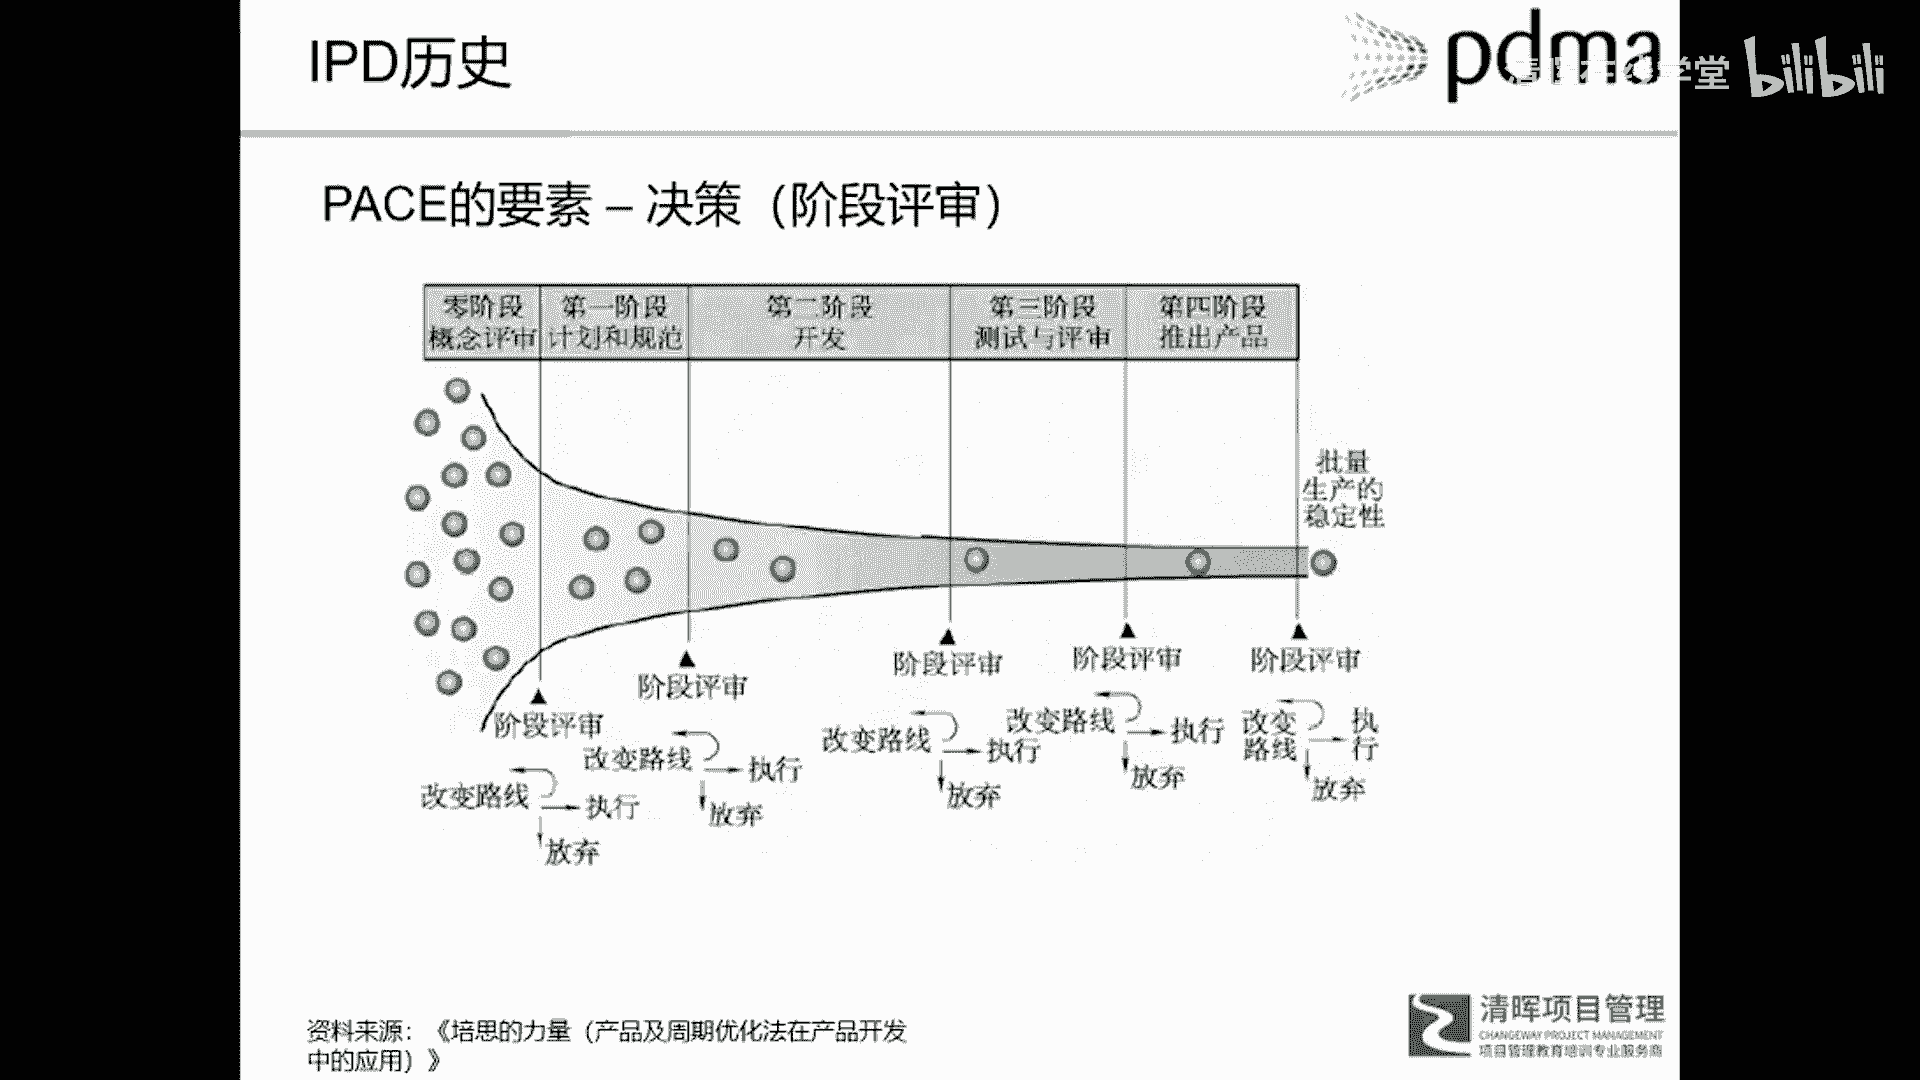 IPD历史
pdma
清晖在线学堂 bilibili
PACE的要素 – 决策（阶段评审）
零阶段 第一阶段 第二阶段 第三阶段 第四阶段
概念评审 计划和规范 开发 测试与评审 推出产品
批量
生产的
稳定性
阶段评审
改变路线
执行
放弃
阶段评审
改变路线
执行
放弃
阶段评审
改变路线
执行
放弃
阶段评审
改变路线
执行
放弃
阶段评审
改变
路线
执
行
放弃
资料来源：《培思的力量（产品及周期优化法在产品开发
中的应用）》
清晖项目管理
CHANGEWAY PROJECT MANAGEMENT
项目管理教育培训专业服务商